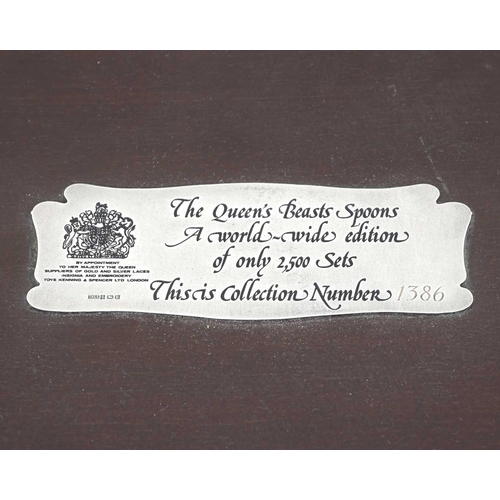 The Queen's Beasts Spoons
A world-wide edition
of only 2,500 Sets
This is Collection Number 1386
BY APPOINTMENT
TO HER MAJESTY THE QUEEN
SUPPLIERS OF GOLD AND SILVER LACES
INSIGNIA AND EMBROIDERY
TOYE KENNING & SPENCER LTD LONDON